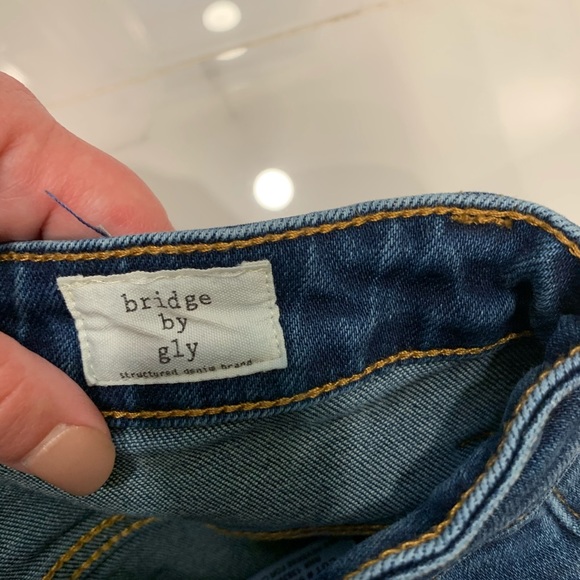 bridge
by
gly
structured denim brand